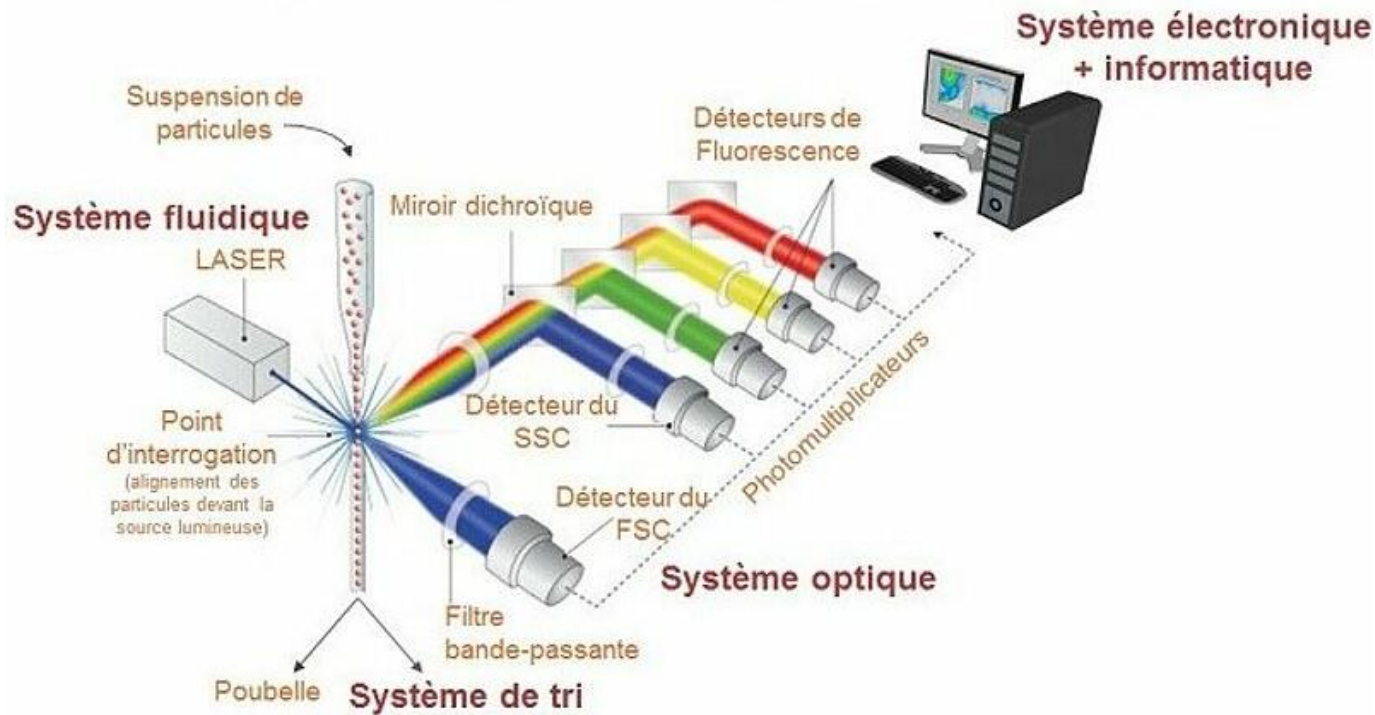 Système électronique
+ informatique
Suspension de
particules
Détecteurs de
Fluorescence
Miroir dichroïque
Système fluidique
LASER
Point
d'interrogation
(alignement des
particules devant la
source lumineuse)
Détecteur du
SSC
Photomultiplicateurs
Détecteur du
FSC
Système optique
Filtre
bande-passante
Poubelle
Système de tri